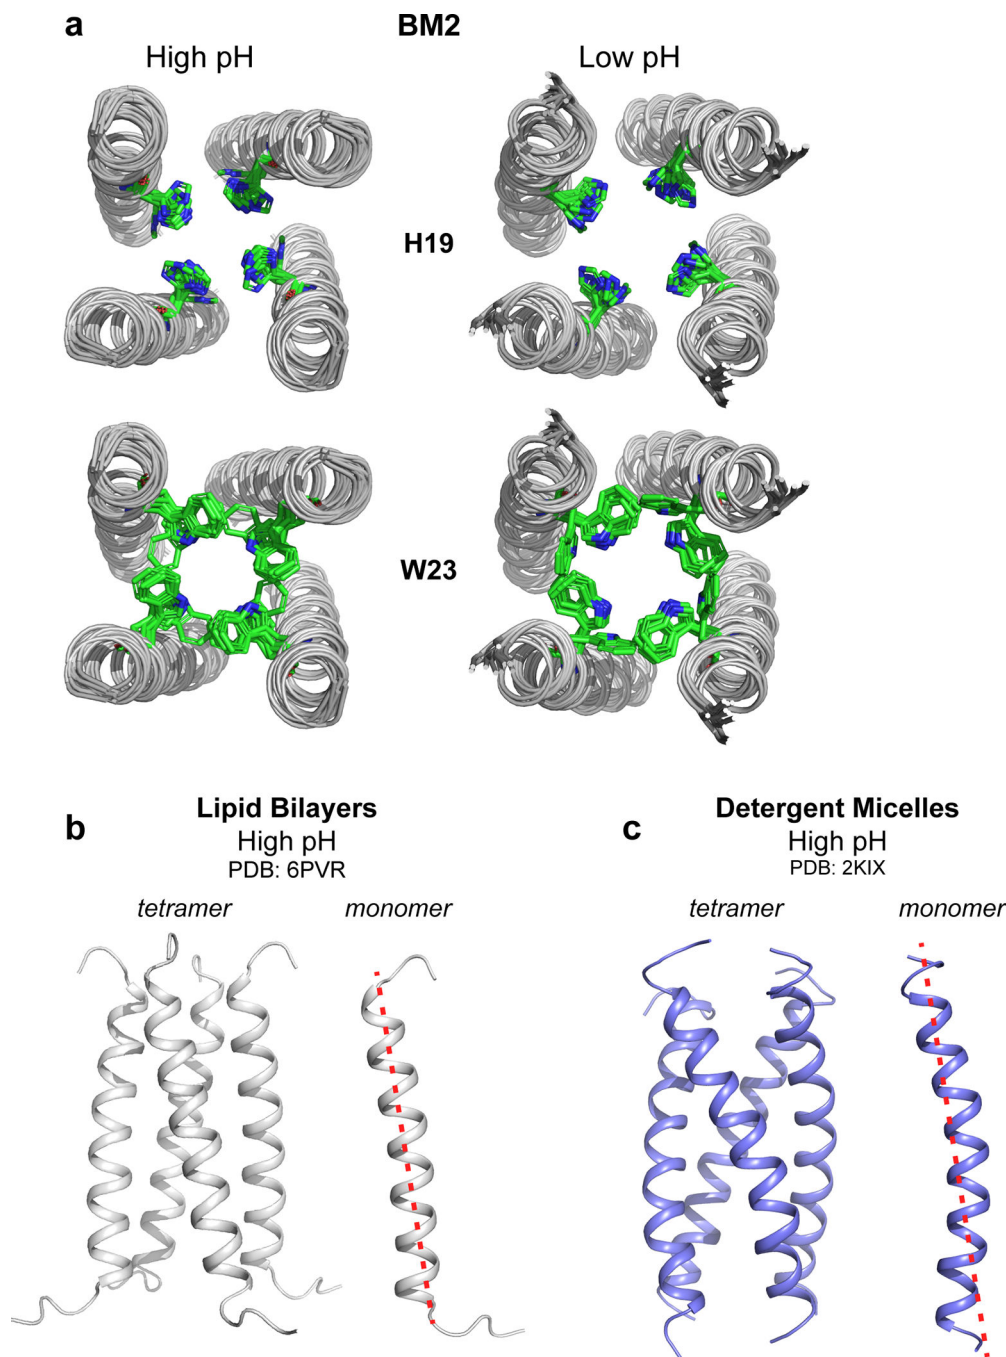 a
BM2
High pH
Low pH
H19
W23
b
Lipid Bilayers
High pH
PDB: 6PVR
tetramer
monomer
c
Detergent Micelles
High pH
PDB: 2KIX
tetramer
monomer